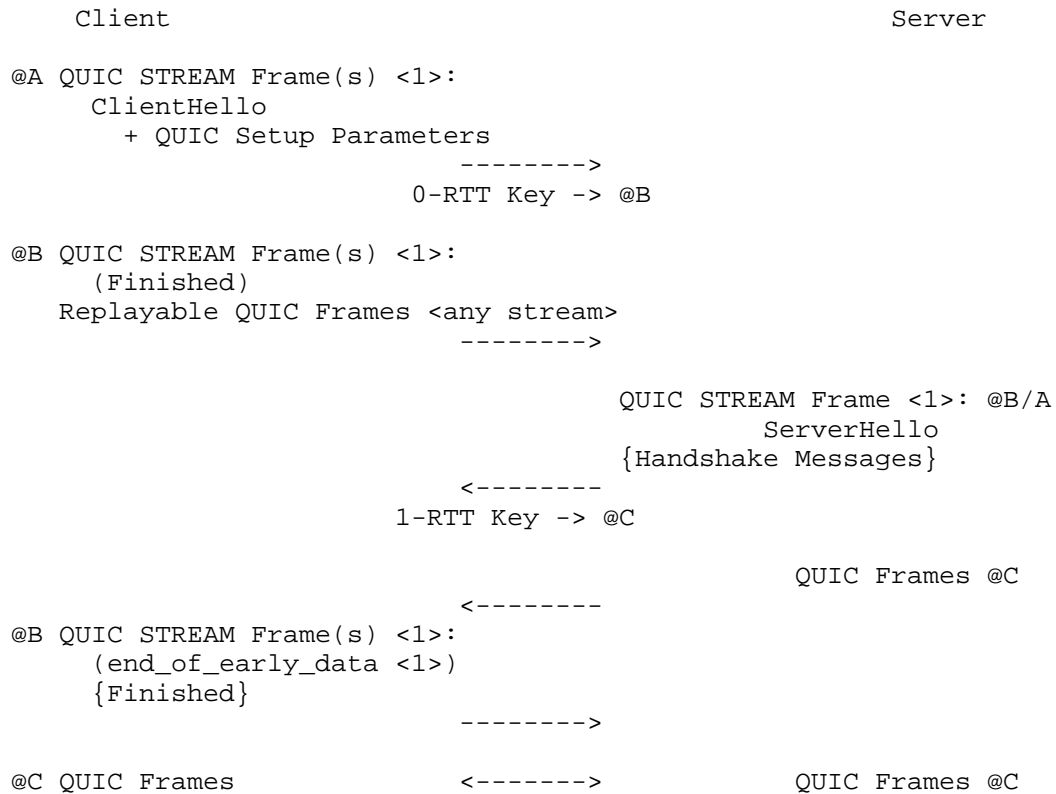 Client Server
@A QUIC STREAM Frame(s) <1>:
ClientHello
+ QUIC Setup Parameters
-------->
0-RTT Key -> @B
@B QUIC STREAM Frame(s) <1>:
(Finished)
Replayable QUIC Frames <any stream>
-------->
QUIC STREAM Frame <1>: @B/A
ServerHello
{Handshake Messages}
<--------
1-RTT Key -> @C
QUIC Frames @C
<--------
@B QUIC STREAM Frame(s) <1>:
(end_of_early_data <1>)
{Finished}
-------->
@C QUIC Frames <-------> QUIC Frames @C